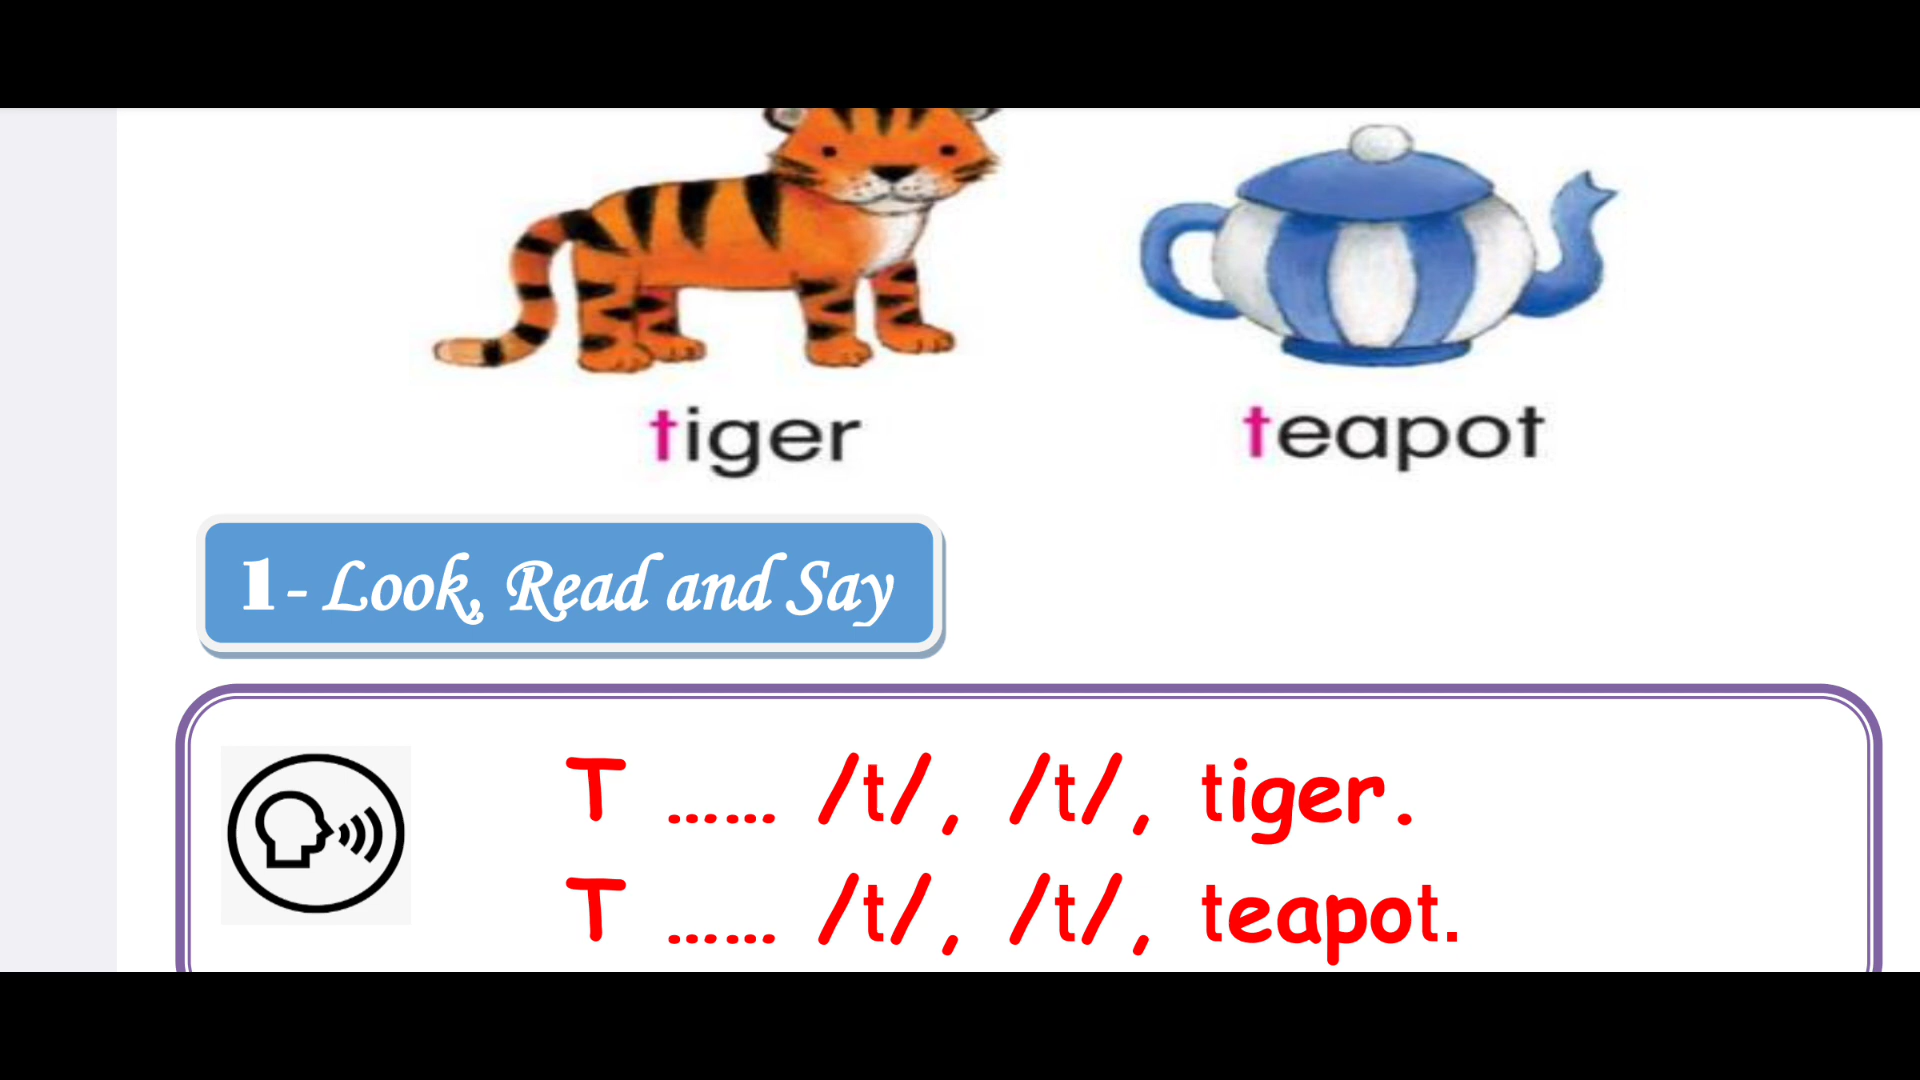 tiger teapot
1- Look, Read and Say
T ...... /t/, /t/, tiger.
T ...... /t/, /t/, teapot.